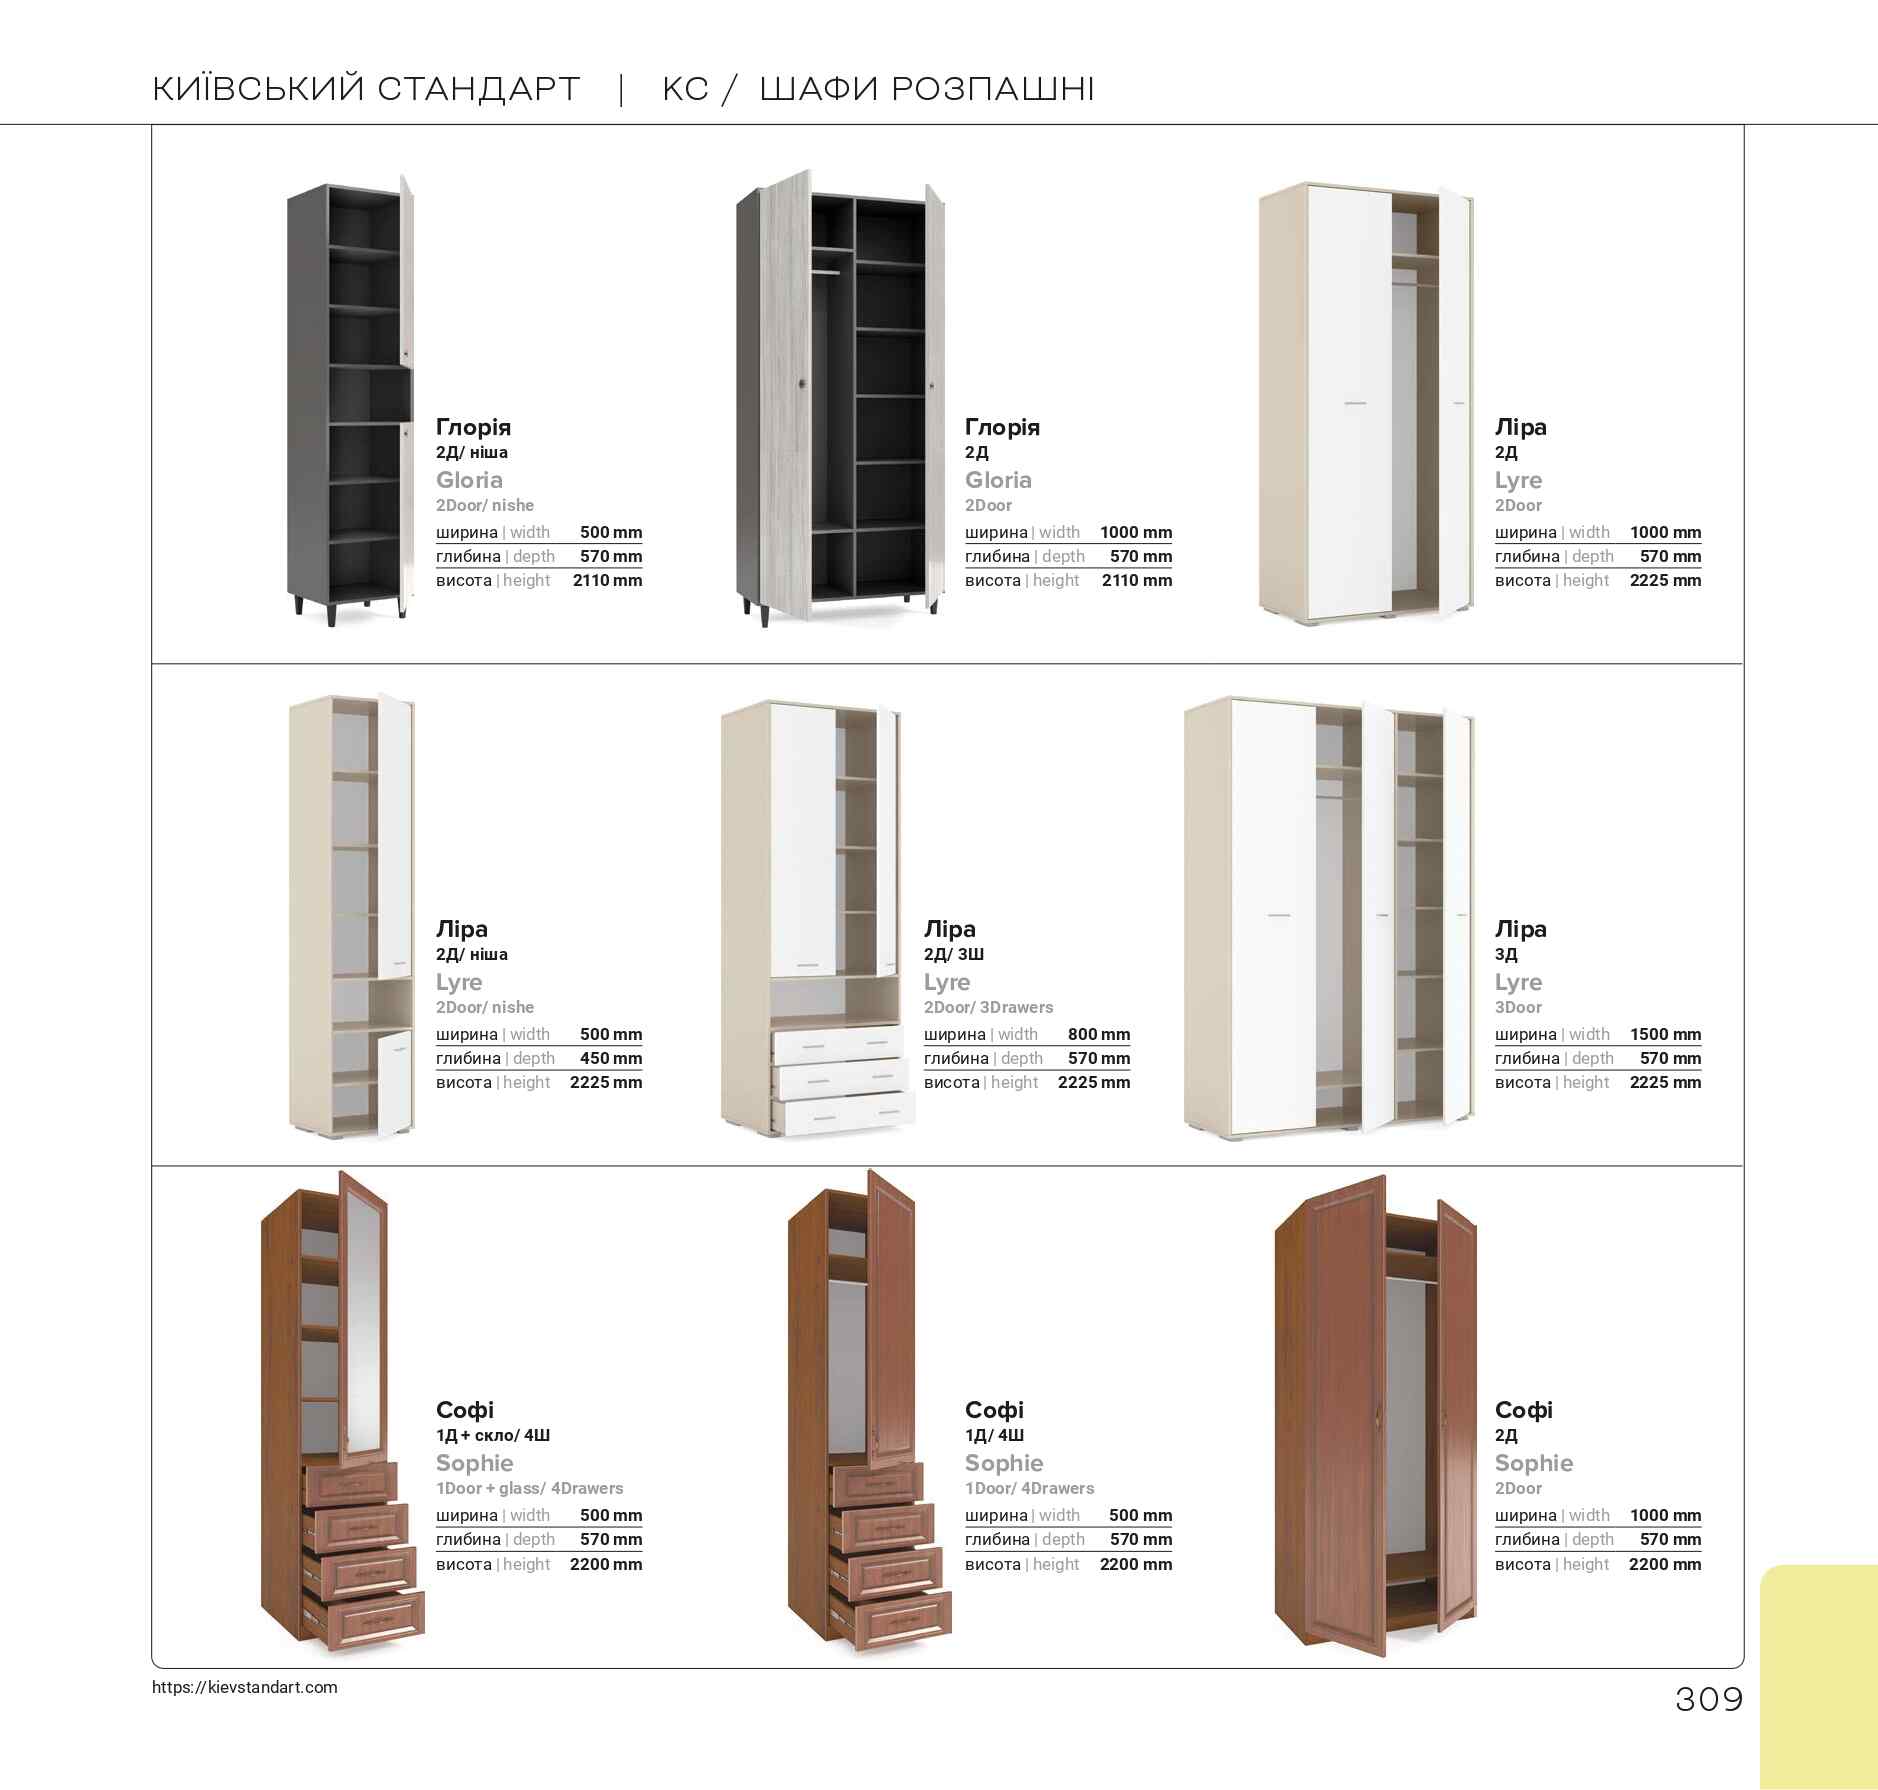 КИЇВСЬКИЙ СТАНДАРТ | КС / ШАФИ РОЗПАШНІ
Глорія
2Д/ ніша
Gloria
2Door/ nishe
ширина | width 500 mm
глибина | depth 570 mm
висота | height 2110 mm
Глорія
2Д
Gloria
2Door
ширина | width 1000 mm
глибина | depth 570 mm
висота | height 2110 mm
Ліра
2Д
Lyre
2Door
ширина | width 1000 mm
глибина | depth 570 mm
висота | height 2225 mm
Ліра
2Д/ ніша
Lyre
2Door/ nishe
ширина | width 500 mm
глибина | depth 450 mm
висота | height 2225 mm
Ліра
2Д/ 3Ш
Lyre
2Door/ 3Drawers
ширина | width 800 mm
глибина | depth 570 mm
висота | height 2225 mm
Ліра
3Д
Lyre
3Door
ширина | width 1500 mm
глибина | depth 570 mm
висота | height 2225 mm
Софі
1Д + скло/ 4Ш
Sophie
1Door + glass/ 4Drawers
ширина | width 500 mm
глибина | depth 570 mm
висота | height 2200 mm
Софі
1Д/ 4Ш
Sophie
1Door/ 4Drawers
ширина | width 500 mm
глибина | depth 570 mm
висота | height 2200 mm
Софі
2Д
Sophie
2Door
ширина | width 1000 mm
глибина | depth 570 mm
висота | height 2200 mm
https://kievstandart.com
309